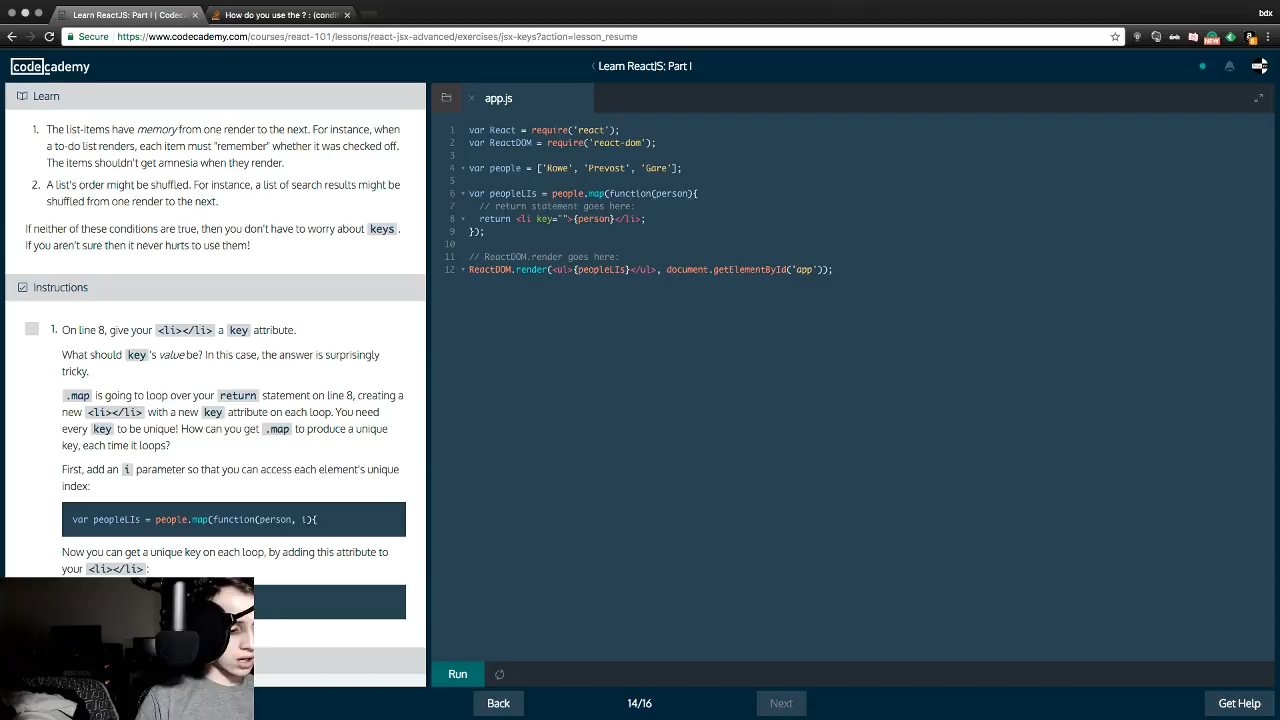 Learn ReactJS: Part I | Codec
How do you use the ? : (condi
bdx
Secure
https://www.codecademy.com/courses/react-101/lessons/react-jsx-advanced/exercises/jsx-keys?action=lesson_resume
codecademy
Learn ReactJS: Part I
Learn
1. The list-items have memory from one render to the next. For instance, when
a to-do list renders, each item must "remember" whether it was checked off.
The items shouldn't get amnesia when they render.
2. A list's order might be shuffled. For instance, a list of search results might be
shuffled from one render to the next.
If neither of these conditions are true, then you don't have to worry about keys.
If you aren't sure then it never hurts to use them!
Instructions
1. On line 8, give your <li></li> a key attribute.
What should key's value be? In this case, the answer is surprisingly
tricky.
.map is going to loop over your return statement on line 8, creating a
new <li></li> with a new key attribute on each loop. You need
every key to be unique! How can you get .map to produce a unique
key, each time it loops?
First, add an i parameter so that you can access each element's unique
index:
var peopleLIs = people.map(function(person, i){
Now you can get a unique key on each loop, by adding this attribute to
your <li></li>:
app.js
1 var React = require('react');
2 var ReactDOM = require('react-dom');
3
4 var people = ['Rowe', 'Prevost', 'Gare'];
5
6 var peopleLIs = people.map(function(person){
7 // return statement goes here:
8 return <li key="">{person}</li>;
9 });
10
11 // ReactDOM.render goes here:
12 ReactDOM.render(<ul>{peopleLIs}</ul>, document.getElementById('app'));
Run
Back
14/16
Next
Get Help